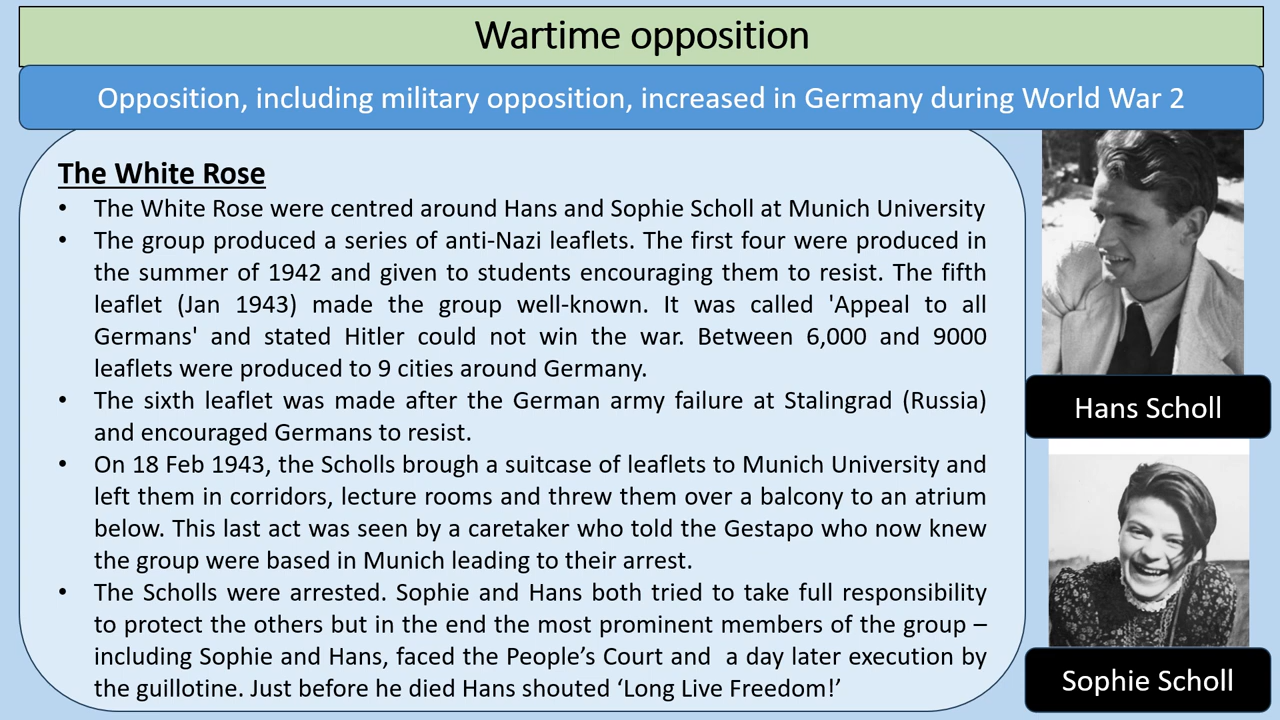 Wartime opposition
Opposition, including military opposition, increased in Germany during World War 2
The White Rose
• The White Rose were centred around Hans and Sophie Scholl at Munich University
• The group produced a series of anti-Nazi leaflets. The first four were produced in
the summer of 1942 and given to students encouraging them to resist. The fifth
leaflet (Jan 1943) made the group well-known. It was called 'Appeal to all
Germans' and stated Hitler could not win the war. Between 6,000 and 9000
leaflets were produced to 9 cities around Germany.
• The sixth leaflet was made after the German army failure at Stalingrad (Russia)
and encouraged Germans to resist.
• On 18 Feb 1943, the Scholls brough a suitcase of leaflets to Munich University and
left them in corridors, lecture rooms and threw them over a balcony to an atrium
below. This last act was seen by a caretaker who told the Gestapo who now knew
the group were based in Munich leading to their arrest.
• The Scholls were arrested. Sophie and Hans both tried to take full responsibility
to protect the others but in the end the most prominent members of the group –
including Sophie and Hans, faced the People’s Court and  a day later execution by
the guillotine. Just before he died Hans shouted ‘Long Live Freedom!’
Hans Scholl
Sophie Scholl